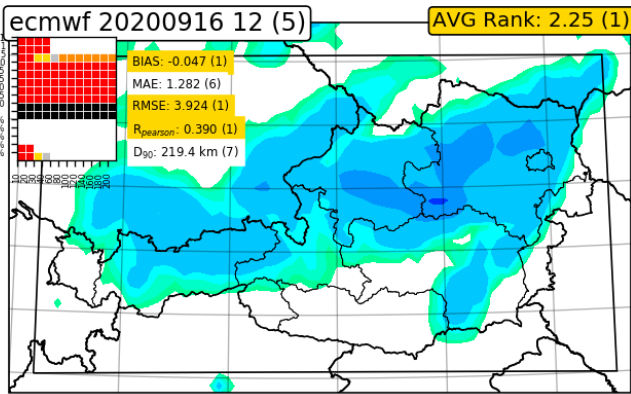 ecmwf 20200916 12 (5)
AVG Rank: 2.25 (1)
BIAS: -0.047 (1)
MAE: 1.282 (6)
RMSE: 3.924 (1)
Rpearson: 0.390 (1)
D90: 219.4 km (7)